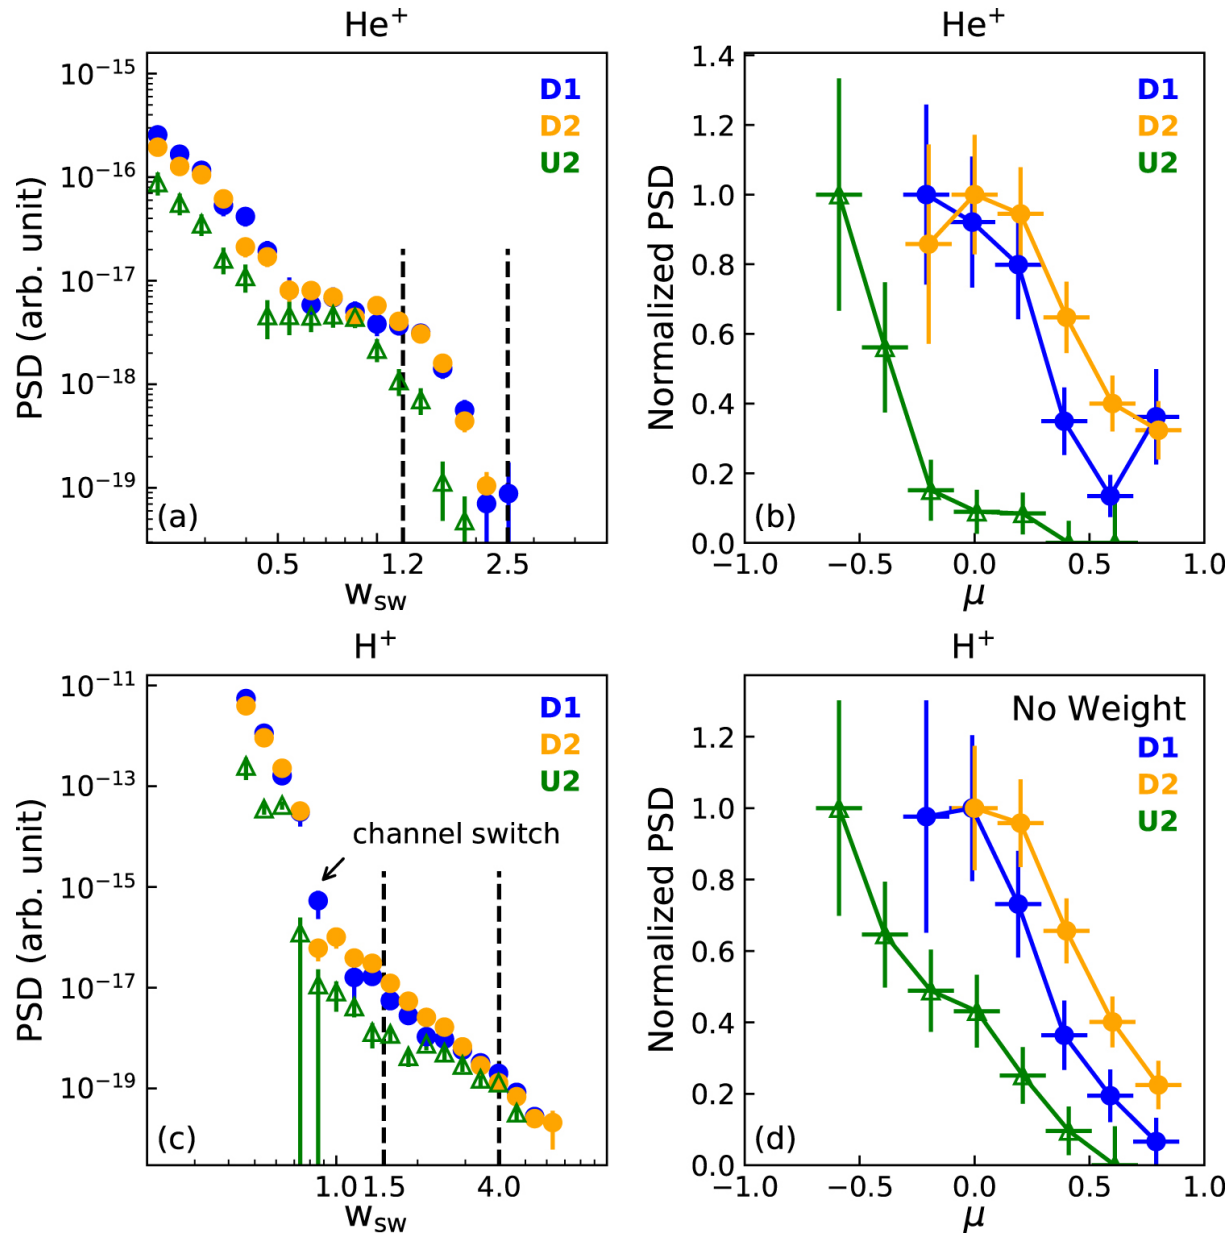 He⁺
PSD (arb. unit)
10⁻¹⁵
10⁻¹⁶
10⁻¹⁷
10⁻¹⁸
10⁻¹⁹
D1
D2
U2
(a)
0.5
1.2
2.5
w_sw
He⁺
Normalized PSD
1.4
1.2
1.0
0.8
0.6
0.4
0.2
0.0
D1
D2
U2
(b)
−1.0
−0.5
0.0
0.5
1.0
μ
H⁺
PSD (arb. unit)
10⁻¹¹
10⁻¹³
10⁻¹⁵
10⁻¹⁷
10⁻¹⁹
D1
D2
U2
channel switch
(c)
1.0
1.5
4.0
w_sw
H⁺
Normalized PSD
1.2
1.0
0.8
0.6
0.4
0.2
0.0
No Weight
D1
D2
U2
(d)
−1.0
−0.5
0.0
0.5
1.0
μ